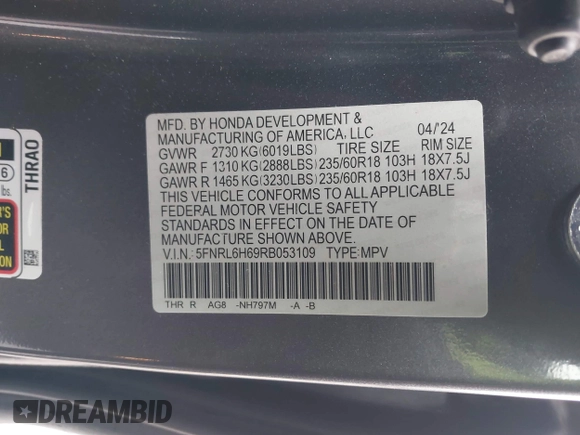 MFD. BY HONDA DEVELOPMENT &
MANUFACTURING OF AMERICA, LLC 04/'24
GVWR 2730 KG (6019LBS) TIRE SIZE RIM SIZE
GAWR F 1310 KG (2888LBS) 235/60R18 103H 18X7.5J
GAWR R 1465 KG (3230LBS) 235/60R18 103H 18X7.5J
THIS VEHICLE CONFORMS TO ALL APPLICABLE
FEDERAL MOTOR VEHICLE SAFETY
STANDARDS IN EFFECT ON THE DATE OF
MANUFACTURE SHOWN ABOVE.
V.I.N.: 5FNRL6H69RB053109 TYPE: MPV
THR R AG8 -NH797M -A -B
THRA0
6
lbs.
DREAMBID